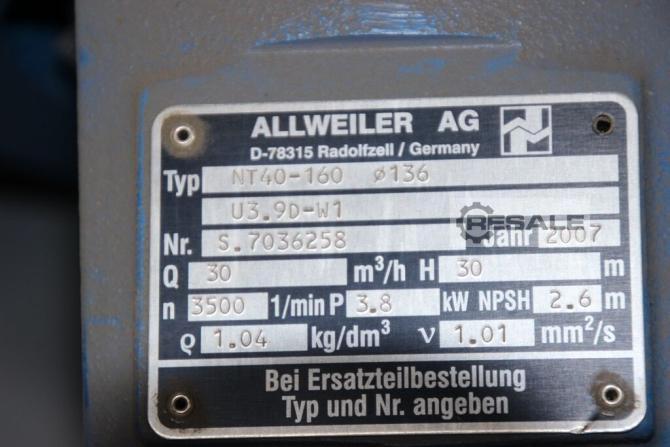 ALLWEILER AG
D-78315 Radolfzell / Germany
Typ NT40-160 ø136
U3.9D-W1
RESALE
Nr. S.7036258 Jahr 2007
Q 30 m³/h H 30 m
n 3500 1/min P 3.8 kW NPSH 2.6 m
ϱ 1.04 kg/dm³ ν 1.01 mm²/s
Bei Ersatzteilbestellung
Typ und Nr. angeben